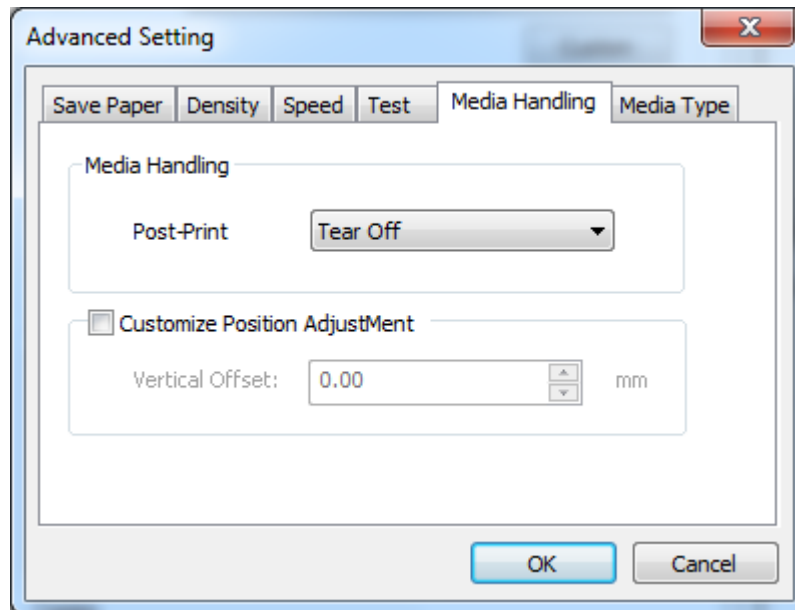 Advanced Setting
Save Paper Density Speed Test Media Handling Media Type
Media Handling
Post-Print Tear Off
Customize Position AdjustMent
Vertical Offset: 0.00 mm
OK Cancel